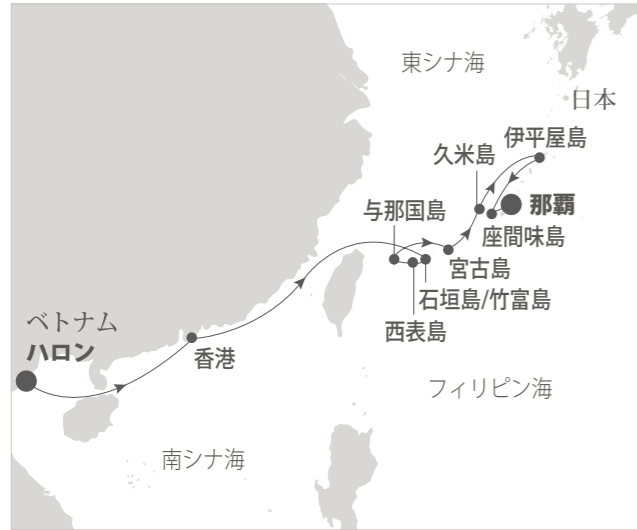 東シナ海
日本
伊平屋島
久米島
那覇
与那国島
座間味島
宮古島
石垣島/竹富島
西表島
ベトナム
ハロン
香港
フィリピン海
南シナ海